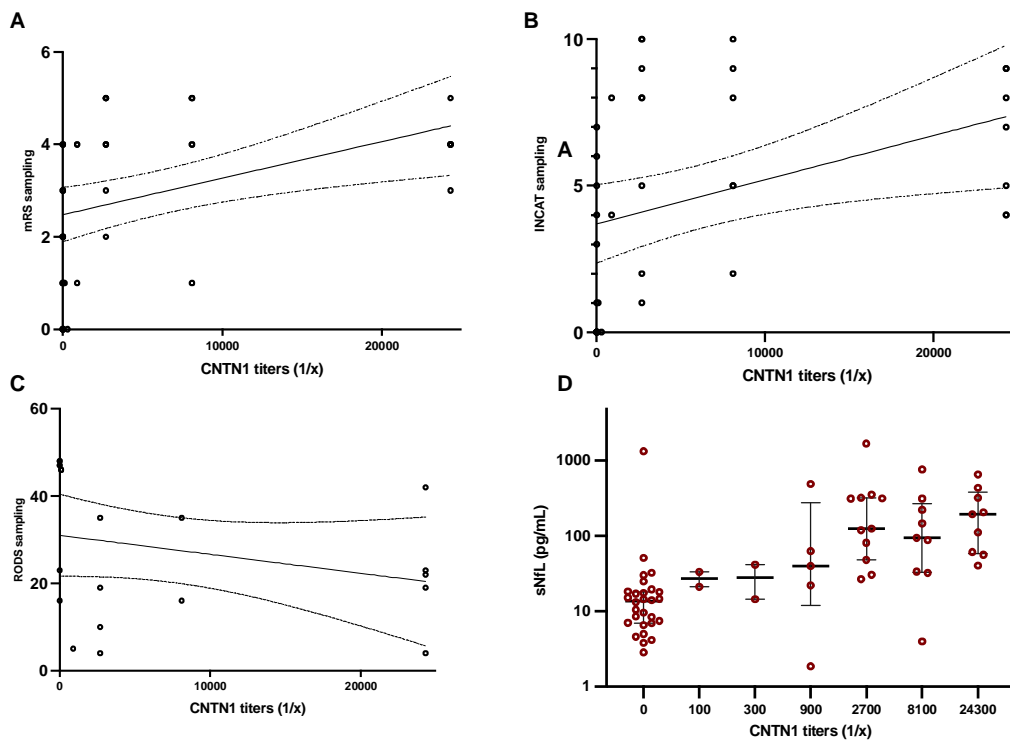 A
6
4
2
0
mRS sampling
0
10000
20000
CNTN1 titers (1/x)
B
10
5
0
INCAT sampling
A
0
10000
20000
CNTN1 titers (1/x)
C
60
40
20
0
RODS sampling
0
10000
20000
CNTN1 titers (1/x)
D
1000
100
10
1
sNfL (pg/mL)
0
100
300
900
2700
8100
24300
CNTN1 titers (1/x)